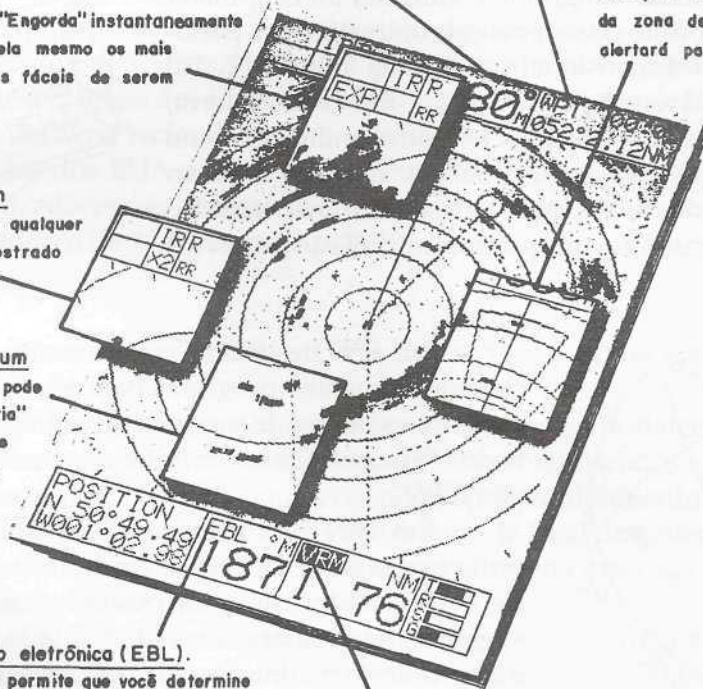 "Engorda" instantaneamente
ela mesmo os mais
s fáceis de serem
da zona de
alertará pa
IR R
EXP RR
80° M
WPT
052° 2.12NM
qualquer
strado
IR R
X2 RR
um
pode
ria"
e
POSITION
N 50°49.49
W001°02.98
EBL °M
187
VRM NM
1.76
T
R
S
G
o eletrônica (EBL).
permite que você determine